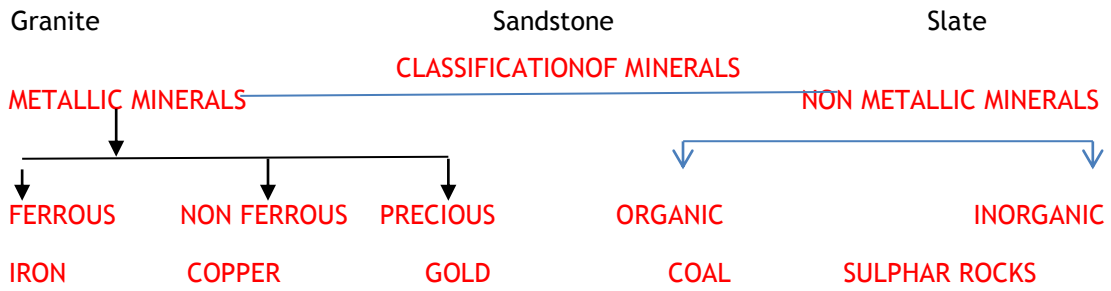 Granite Sandstone Slate
CLASSIFICATIONOF MINERALS
METALLIC MINERALS NON METALLIC MINERALS
FERROUS NON FERROUS PRECIOUS ORGANIC INORGANIC
IRON COPPER GOLD COAL SULPHAR ROCKS